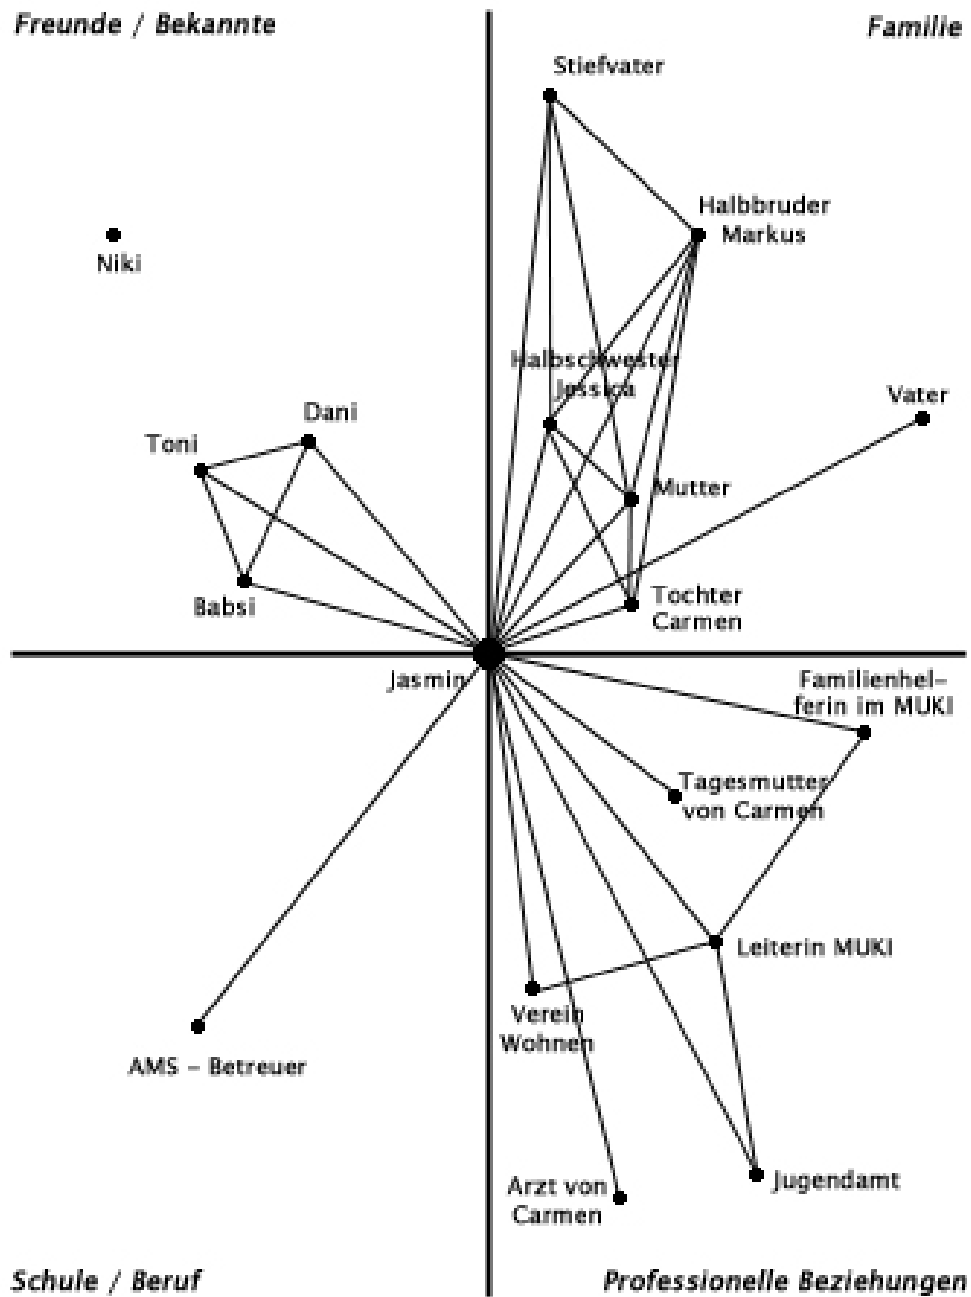 Freunde / Bekannte
Familie
Stiefvater
Halbbruder
Markus
Niki
Halbschwester
Jessica
Vater
Dani
Toni
Mutter
Babsi
Tochter
Carmen
Jasmin
Familienhel-
ferin im MUKI
Tagesmutter
von Carmen
Leiterin MUKI
Verein
Wohnen
AMS - Betreuer
Arzt von
Carmen
Jugendamt
Schule / Beruf
Professionelle Beziehungen